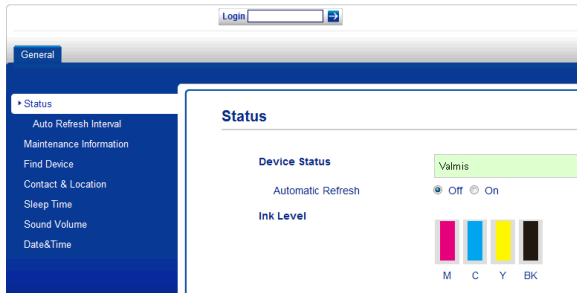 Login
General
Status
Auto Refresh Interval
Maintenance Information
Find Device
Contact & Location
Sleep Time
Sound Volume
Date&Time
Status
Device Status
Valmis
Automatic Refresh
Off On
Ink Level
M C Y BK